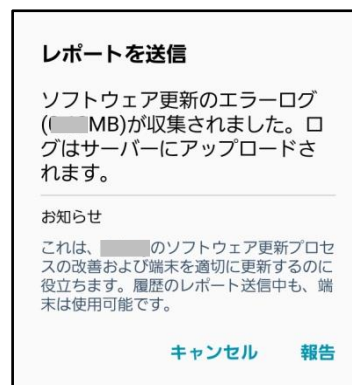 レポートを送信
ソフトウェア更新のエラーログ
(MB)が収集されました。ロ
グはサーバーにアップロードさ
れます。
お知らせ
これは、のソフトウェア更新プロセ
スの改善および端末を適切に更新するのに
役立ちます。履歴のレポート送信中も、端
末は使用可能です。
キャンセル 報告